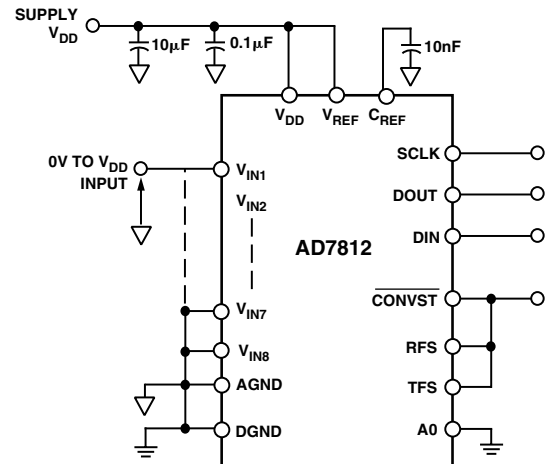 SUPPLY
VDD
10μF
0.1μF
10nF
VDD
VREF
CREF
0V TO VDD
INPUT
VIN1
VIN2
VIN7
VIN8
AGND
DGND
AD7812
SCLK
DOUT
DIN
CONVST
RFS
TFS
A0